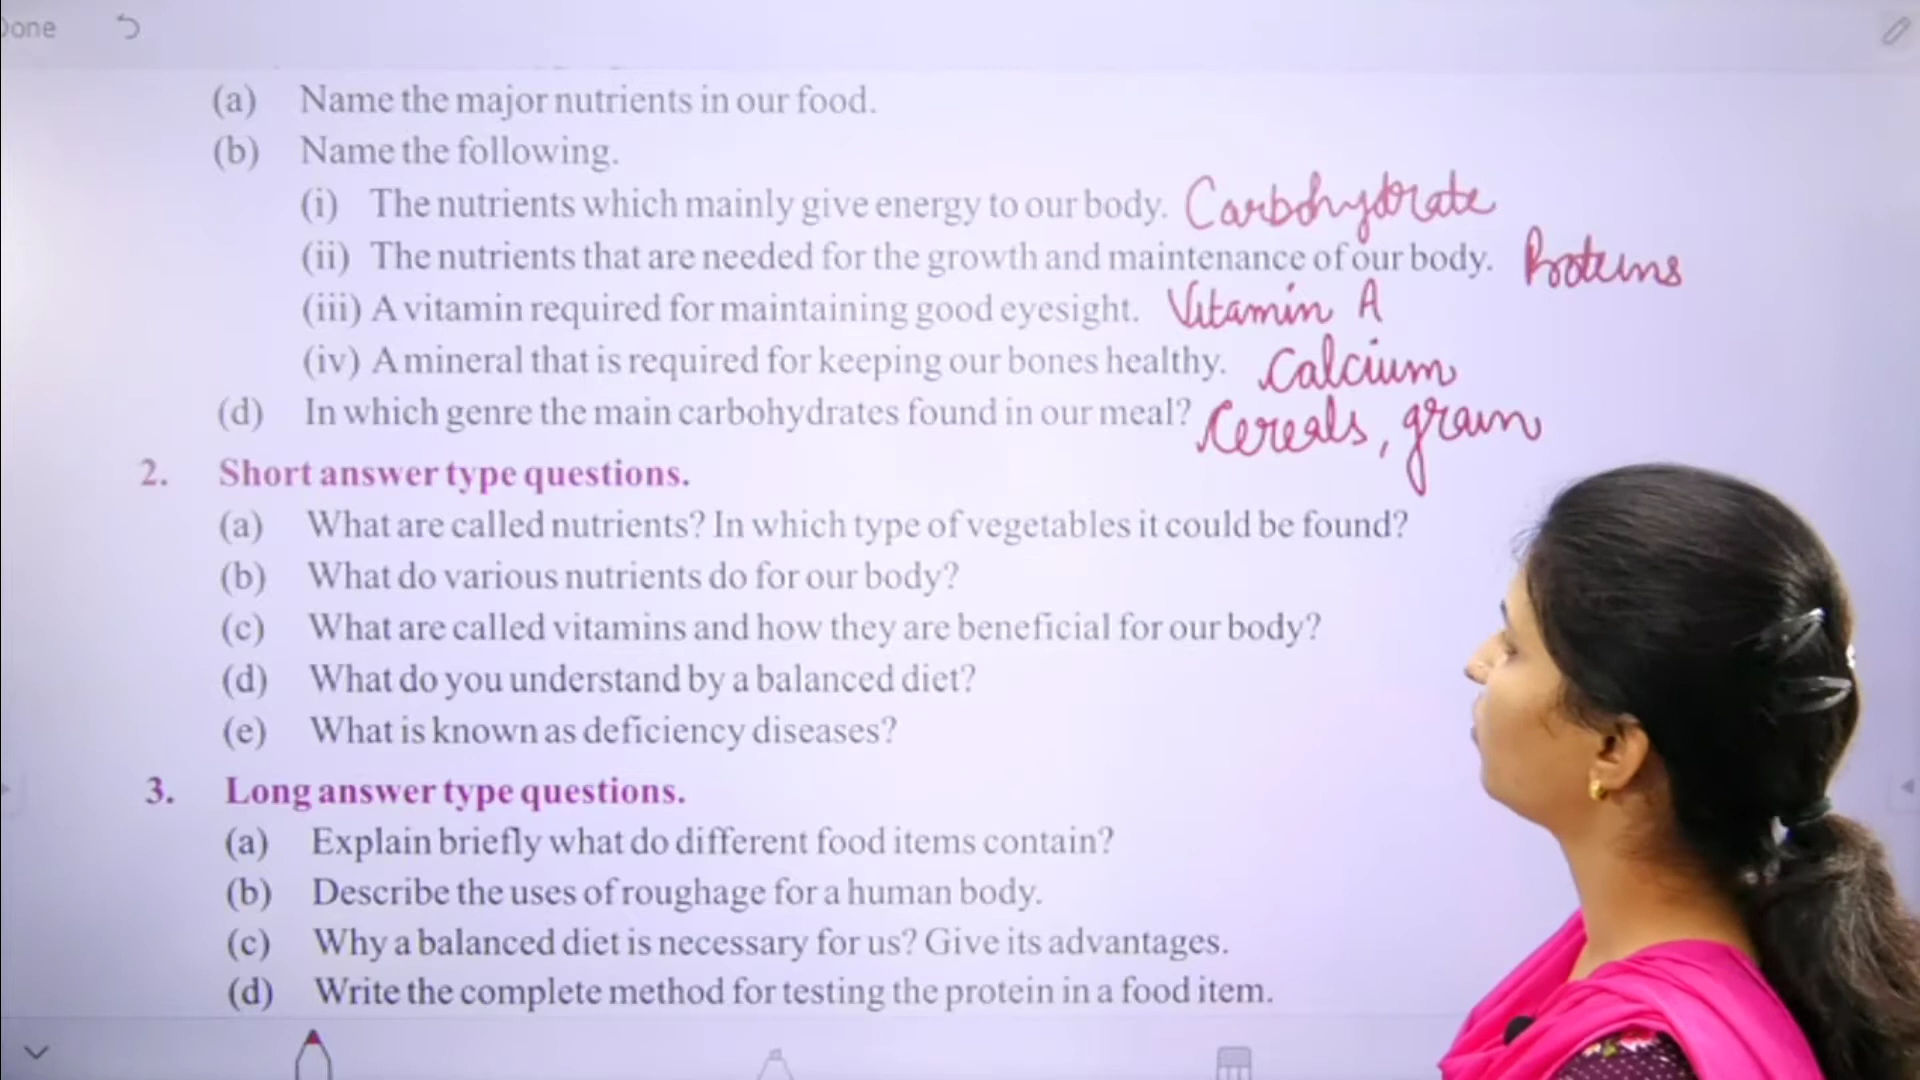 Done
(a) Name the major nutrients in our food.
(b) Name the following.
(i) The nutrients which mainly give energy to our body. Carbohydrate
(ii) The nutrients that are needed for the growth and maintenance of our body. Proteins
(iii) A vitamin required for maintaining good eyesight. Vitamin A
(iv) A mineral that is required for keeping our bones healthy. Calcium
(d) In which genre the main carbohydrates found in our meal? Cereals, grain
2. Short answer type questions.
(a) What are called nutrients? In which type of vegetables it could be found?
(b) What do various nutrients do for our body?
(c) What are called vitamins and how they are beneficial for our body?
(d) What do you understand by a balanced diet?
(e) What is known as deficiency diseases?
3. Long answer type questions.
(a) Explain briefly what do different food items contain?
(b) Describe the uses of roughage for a human body.
(c) Why a balanced diet is necessary for us? Give its advantages.
(d) Write the complete method for testing the protein in a food item.